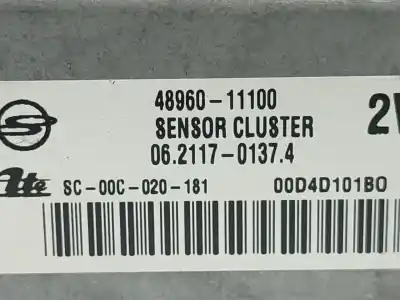 48960-11100
SENSOR CLUSTER
06.2117-0137.4
Ate SC-00C-020-181 00D4D101B0